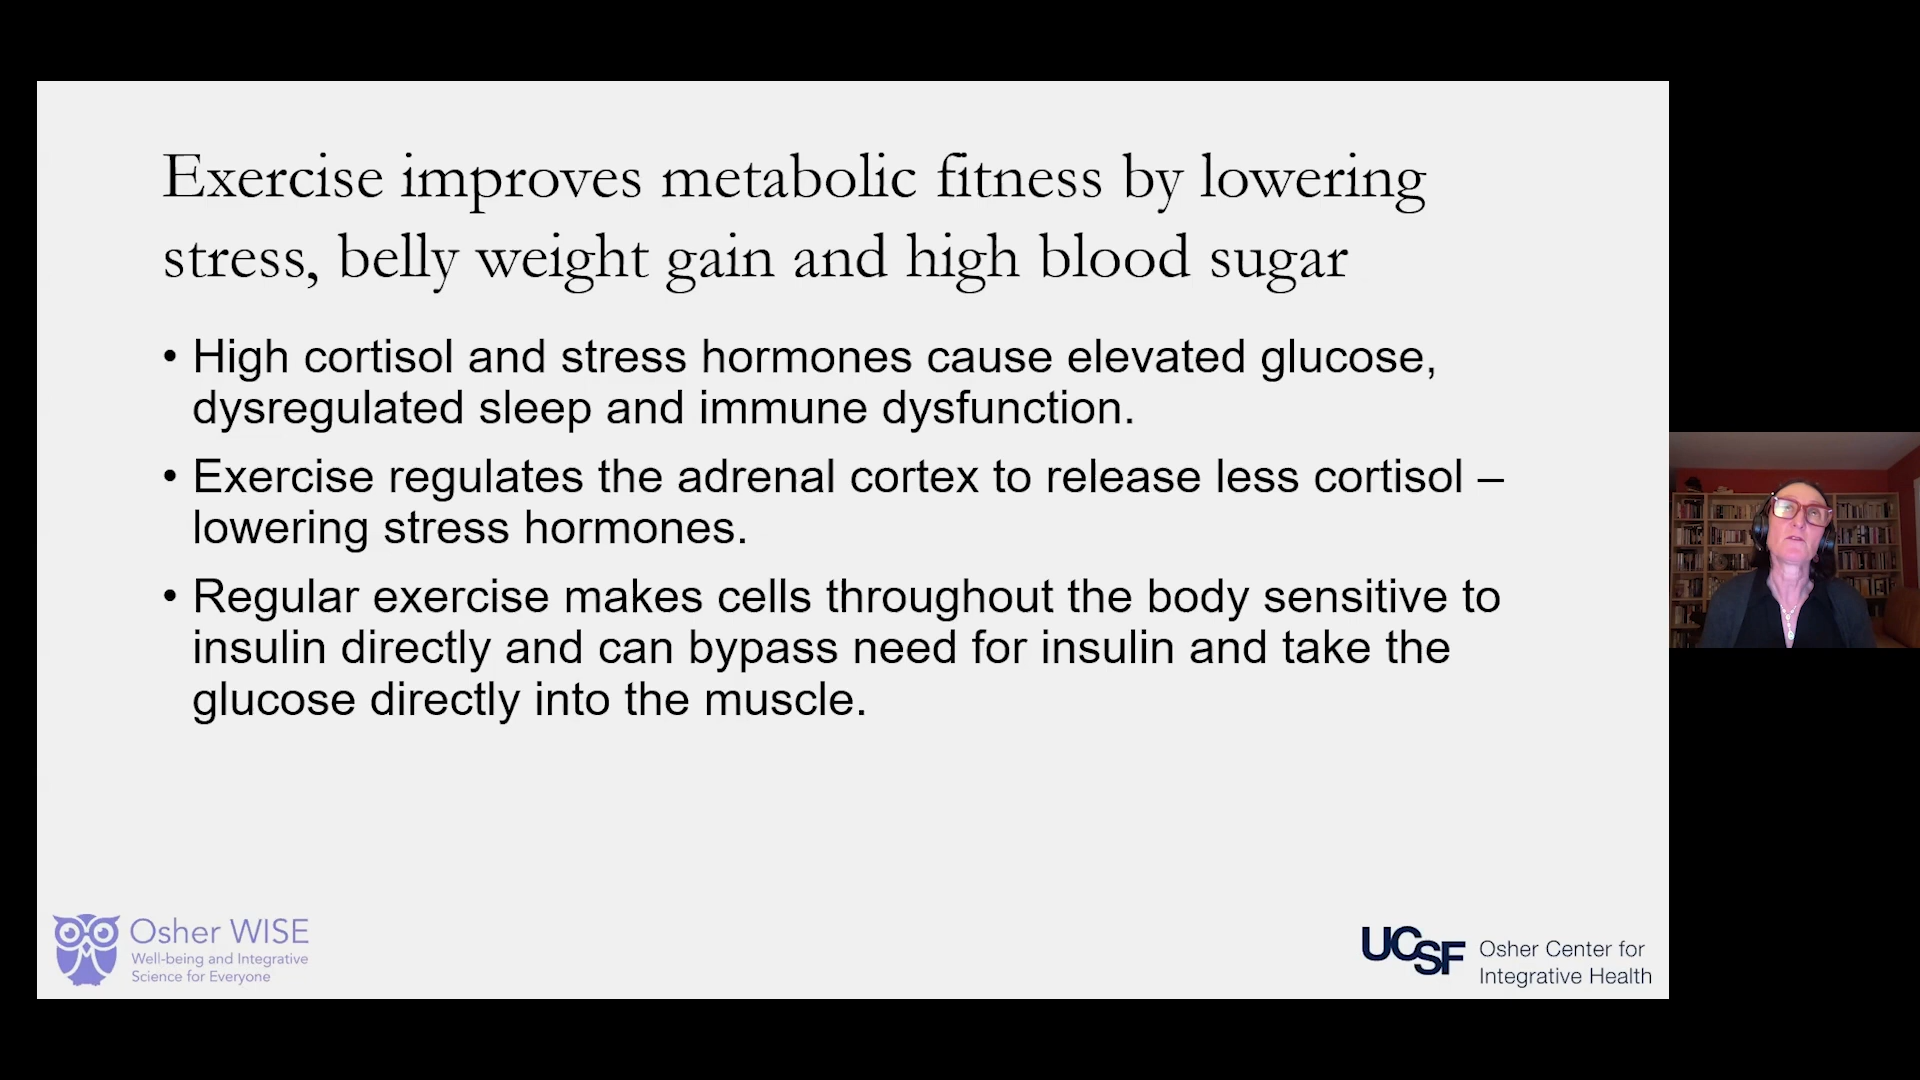 Exercise improves metabolic fitness by lowering
stress, belly weight gain and high blood sugar
• High cortisol and stress hormones cause elevated glucose,
dysregulated sleep and immune dysfunction.
• Exercise regulates the adrenal cortex to release less cortisol –
lowering stress hormones.
• Regular exercise makes cells throughout the body sensitive to
insulin directly and can bypass need for insulin and take the
glucose directly into the muscle.
Osher WISE
Well-being and Integrative
Science for Everyone
UCSF
Osher Center for
Integrative Health